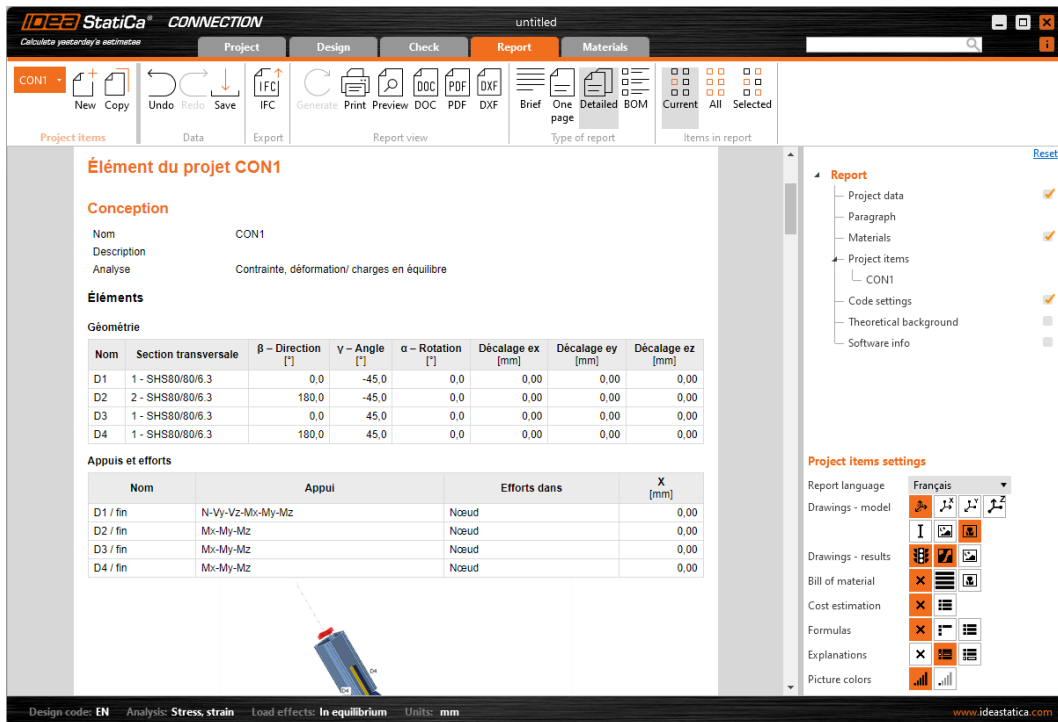 IDEA StatiCa® CONNECTION
untitled
Calculate yesterday's estimates
Project Design Check Report Materials
CON1
New Copy Undo Redo Save IFC Generate Print Preview DOC PDF DXF Brief One page Detailed BOM Current All Selected
Project items Data Export Report view Type of report Items in report
Élément du projet CON1
Conception
Nom CON1
Description
Analyse Contrainte, déformation/ charges en équilibre
Éléments
Géométrie
Nom Section transversale β – Direction [°] γ – Angle [°] α – Rotation [°] Décalage ex [mm] Décalage ey [mm] Décalage ez [mm]
D1 1 - SHS80/80/6.3 0,0 -45,0 0,0 0,00 0,00 0,00
D2 2 - SHS80/80/6.3 180,0 -45,0 0,0 0,00 0,00 0,00
D3 1 - SHS80/80/6.3 0,0 45,0 0,0 0,00 0,00 0,00
D4 1 - SHS80/80/6.3 180,0 45,0 0,0 0,00 0,00 0,00
Appuis et efforts
Nom Appui Efforts dans X [mm]
D1 / fin N-Vy-Vz-Mx-My-Mz Nœud 0,00
D2 / fin Mx-My-Mz Nœud 0,00
D3 / fin Mx-My-Mz Nœud 0,00
D4 / fin Mx-My-Mz Nœud 0,00
D4
D4
Reset
Report
Project data
Paragraph
Materials
Project items
CON1
Code settings
Theoretical background
Software info
Project items settings
Report language Français
Drawings - model X Y Z
Drawings - results
Bill of material
Cost estimation
Formulas
Explanations
Picture colors
Design code: EN Analysis: Stress, strain Load effects: In equilibrium Units: mm www.ideastatica.com